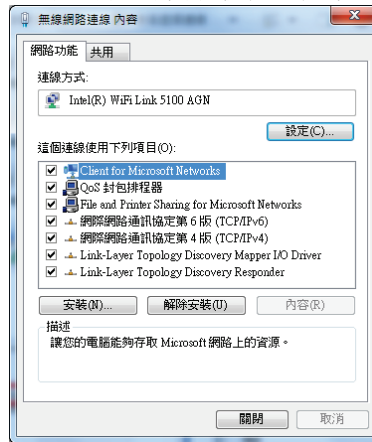 無線網路連線 內容
網路功能 共用
連線方式:
Intel(R) WiFi Link 5100 AGN
設定(C)...
這個連線使用下列項目(O):
Client for Microsoft Networks
QoS 封包排程器
File and Printer Sharing for Microsoft Networks
網際網路通訊協定第 6 版 (TCP/IPv6)
網際網路通訊協定第 4 版 (TCP/IPv4)
Link-Layer Topology Discovery Mapper I/O Driver
Link-Layer Topology Discovery Responder
安裝(N)... 解除安裝(U) 內容(R)
描述
讓您的電腦能夠存取 Microsoft 網路上的資源。
關閉 取消